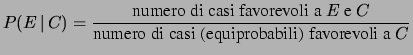 P(E | C) = numero di casi favorevoli a E e C / numero di casi (equiprobabili) favorevoli a C